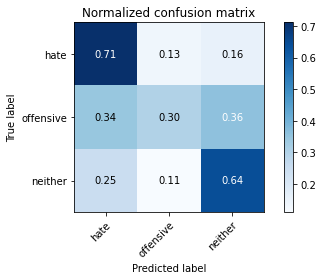 Normalized confusion matrix
True label
hate 0.71 0.13 0.16
offensive 0.34 0.30 0.36
neither 0.25 0.11 0.64
hate offensive neither
Predicted label
0.7
0.6
0.5
0.4
0.3
0.2